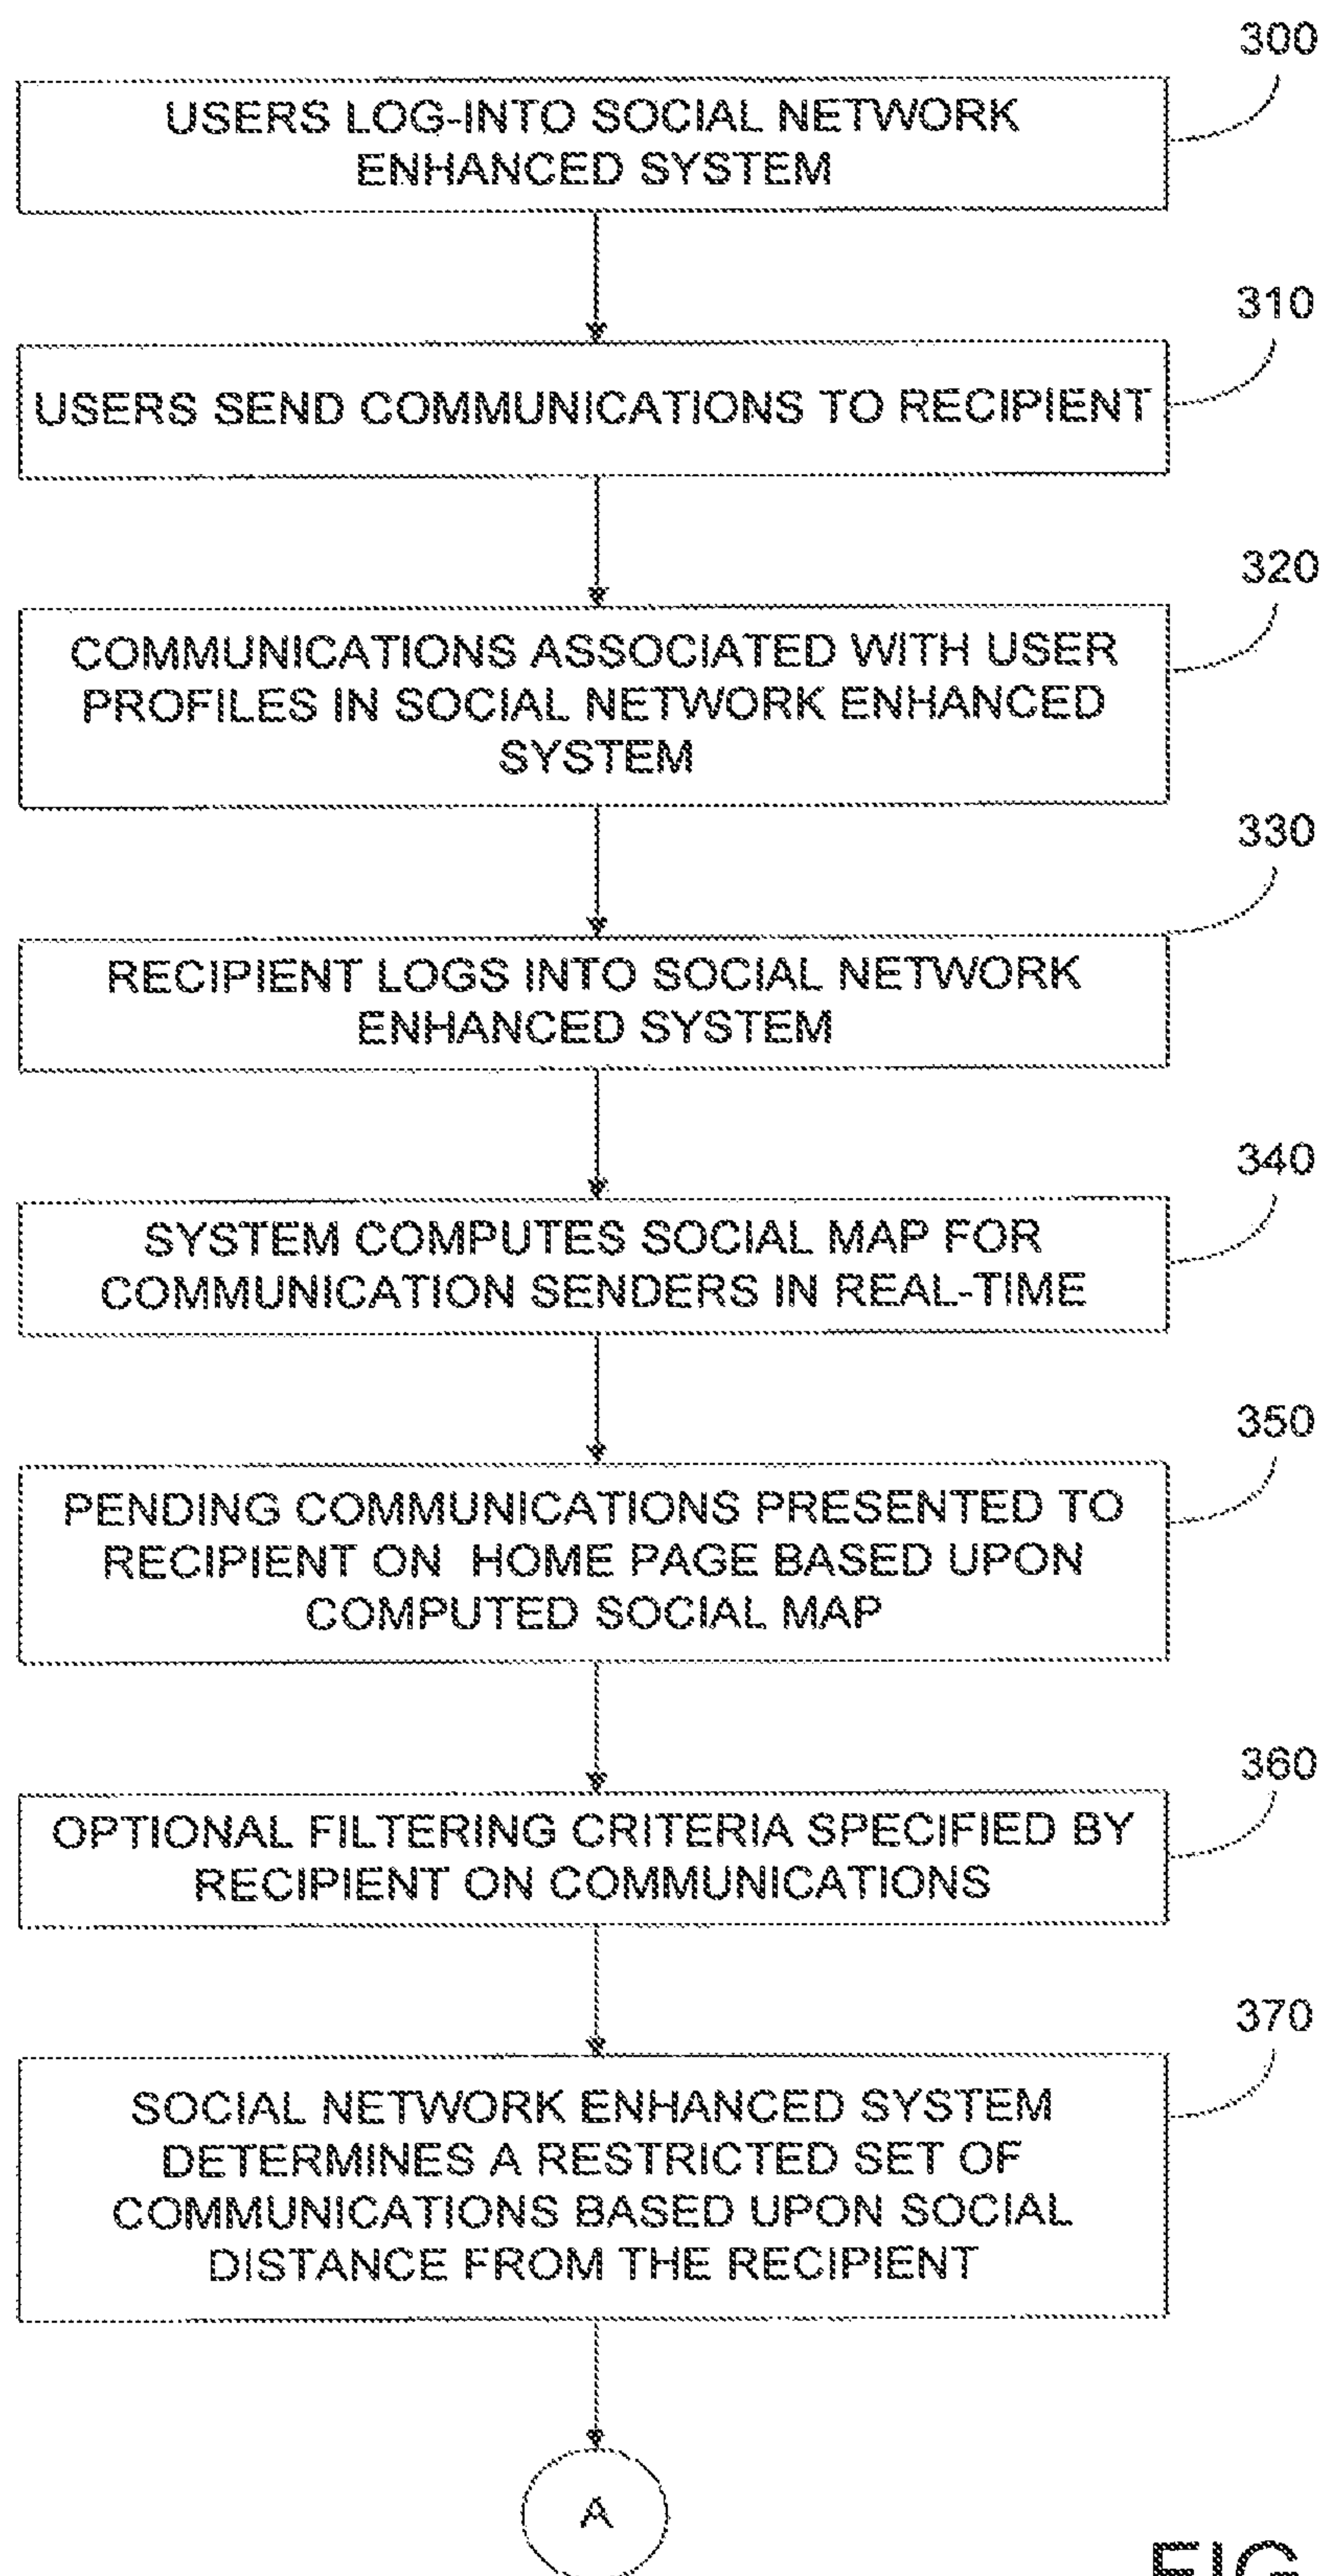 300
USERS LOG-INTO SOCIAL NETWORK
ENHANCED SYSTEM
310
USERS SEND COMMUNICATIONS TO RECIPIENT
320
COMMUNICATIONS ASSOCIATED WITH USER
PROFILES IN SOCIAL NETWORK ENHANCED
SYSTEM
330
RECIPIENT LOGS INTO SOCIAL NETWORK
ENHANCED SYSTEM
340
SYSTEM COMPUTES SOCIAL MAP FOR
COMMUNICATION SENDERS IN REAL-TIME
350
PENDING COMMUNICATIONS PRESENTED TO
RECIPIENT ON HOME PAGE BASED UPON
COMPUTED SOCIAL MAP
360
OPTIONAL FILTERING CRITERIA SPECIFIED BY
RECIPIENT ON COMMUNICATIONS
370
SOCIAL NETWORK ENHANCED SYSTEM
DETERMINES A RESTRICTED SET OF
COMMUNICATIONS BASED UPON SOCIAL
DISTANCE FROM THE RECIPIENT
A
FIG